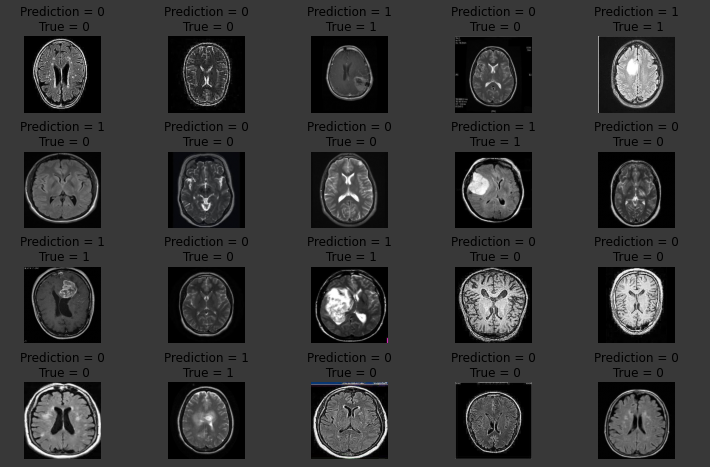 Prediction = 0
True = 0
Prediction = 0
True = 0
Prediction = 1
True = 1
Prediction = 0
True = 0
Prediction = 1
True = 1
Prediction = 1
True = 0
Prediction = 0
True = 0
Prediction = 0
True = 0
Prediction = 1
True = 1
Prediction = 0
True = 0
Prediction = 1
True = 1
Prediction = 0
True = 0
Prediction = 1
True = 1
Prediction = 0
True = 0
Prediction = 0
True = 0
Prediction = 0
True = 0
Prediction = 1
True = 1
Prediction = 0
True = 0
Prediction = 0
True = 0
Prediction = 0
True = 0